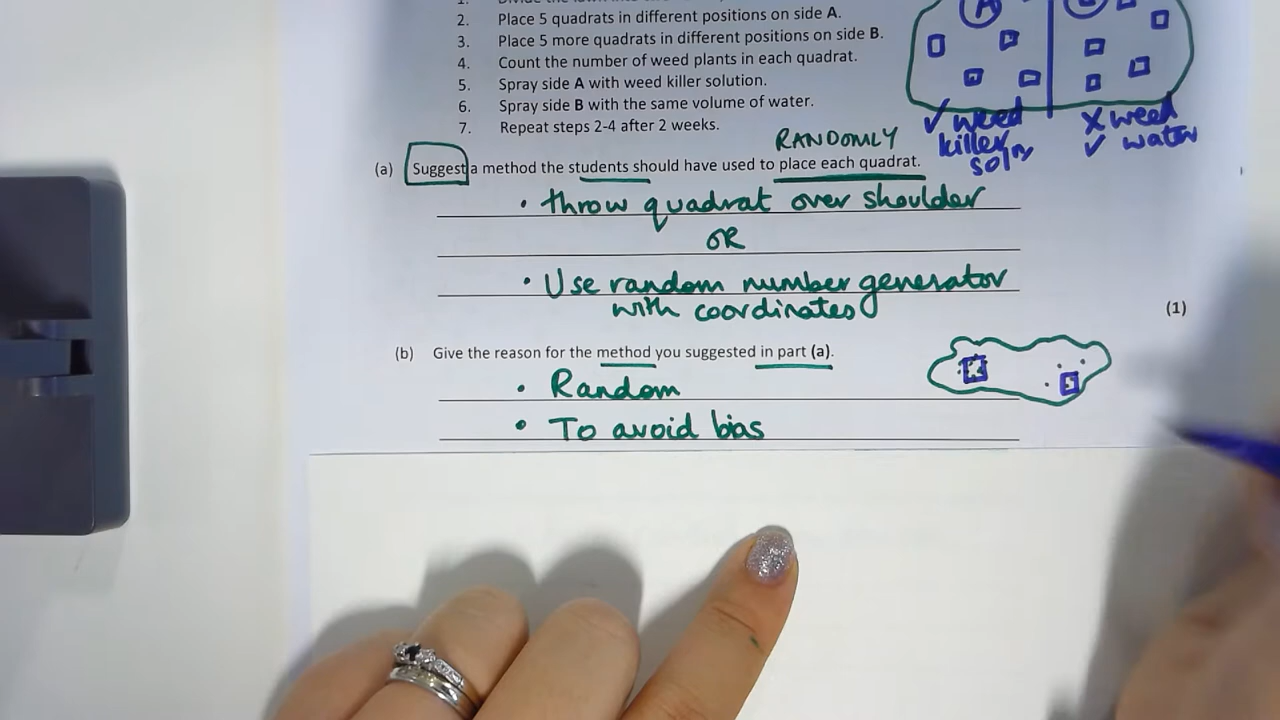 2. Place 5 quadrats in different positions on side A.
3. Place 5 more quadrats in different positions on side B.
4. Count the number of weed plants in each quadrat.
5. Spray side A with weed killer solution.
6. Spray side B with the same volume of water.
7. Repeat steps 2-4 after 2 weeks.
A
✓ weed
killer
soln
X weed
✓ water
RANDOMLY
(a) Suggest a method the students should have used to place each quadrat.
• throw quadrat over shoulder
OR
• Use random number generator
with coordinates
(1)
(b) Give the reason for the method you suggested in part (a).
• Random
• To avoid bias